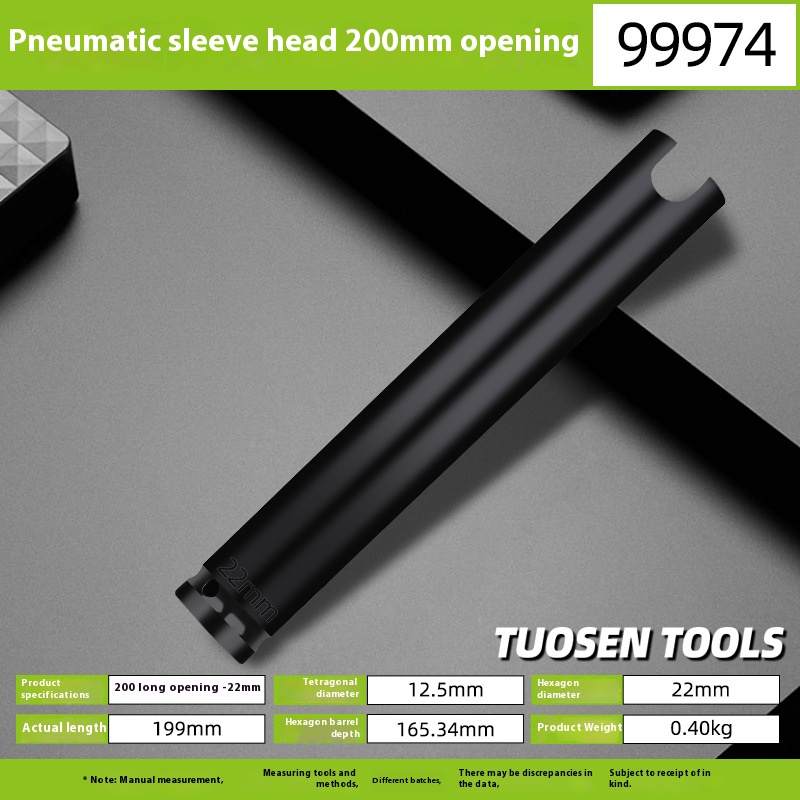 Pneumatic sleeve head 200mm opening
99974
22mm
TUOSEN TOOLS
Product
specifications
200 long opening -22mm
Tetragonal
diameter
12.5mm
Hexagon
diameter
22mm
Actual length
199mm
Hexagon barrel
depth
165.34mm
Product Weight
0.40kg
* Note: Manual measurement,
Measuring tools and
methods,
Different batches,
There may be discrepancies in
the data,
Subject to receipt of in
kind.